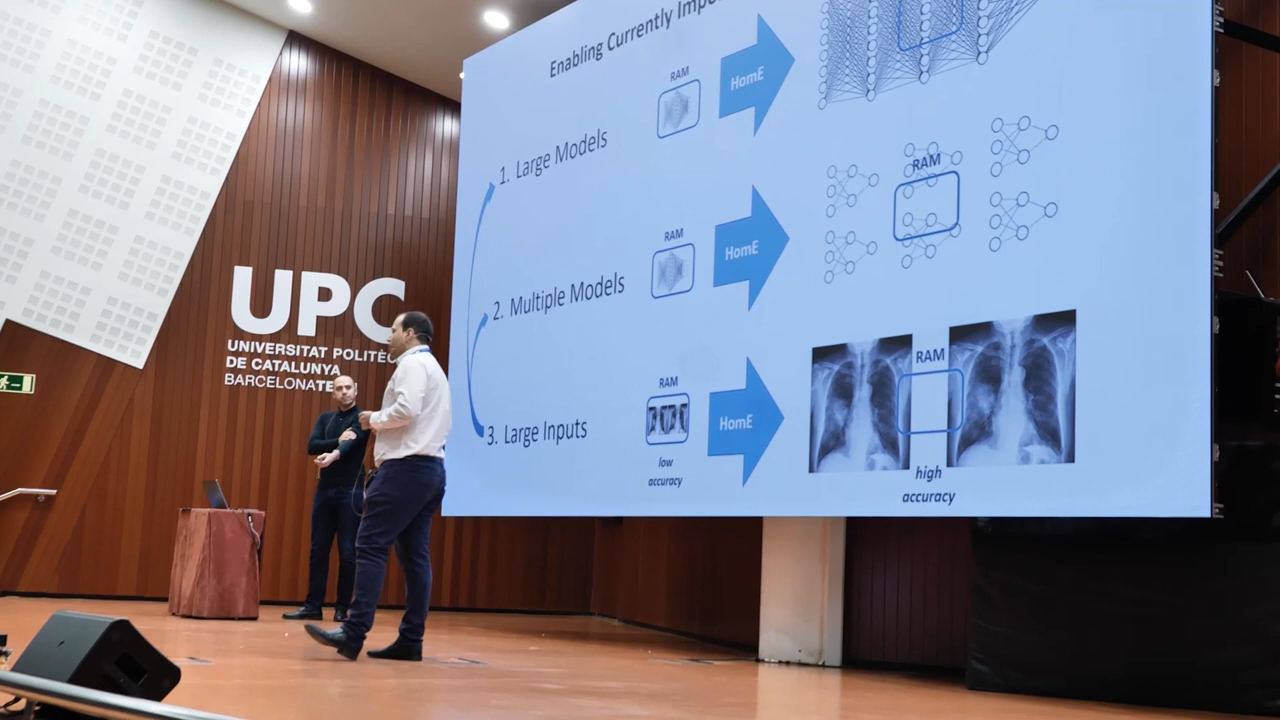 Enabling Currently
RAM
HomE
1. Large Models
RAM
RAM
HomE
2. Multiple Models
RAM
RAM
HomE
3. Large Inputs
low
accuracy
high
accuracy
UPC
UNIVERSITAT POLITÈC
DE CATALUNYA
BARCELONATE